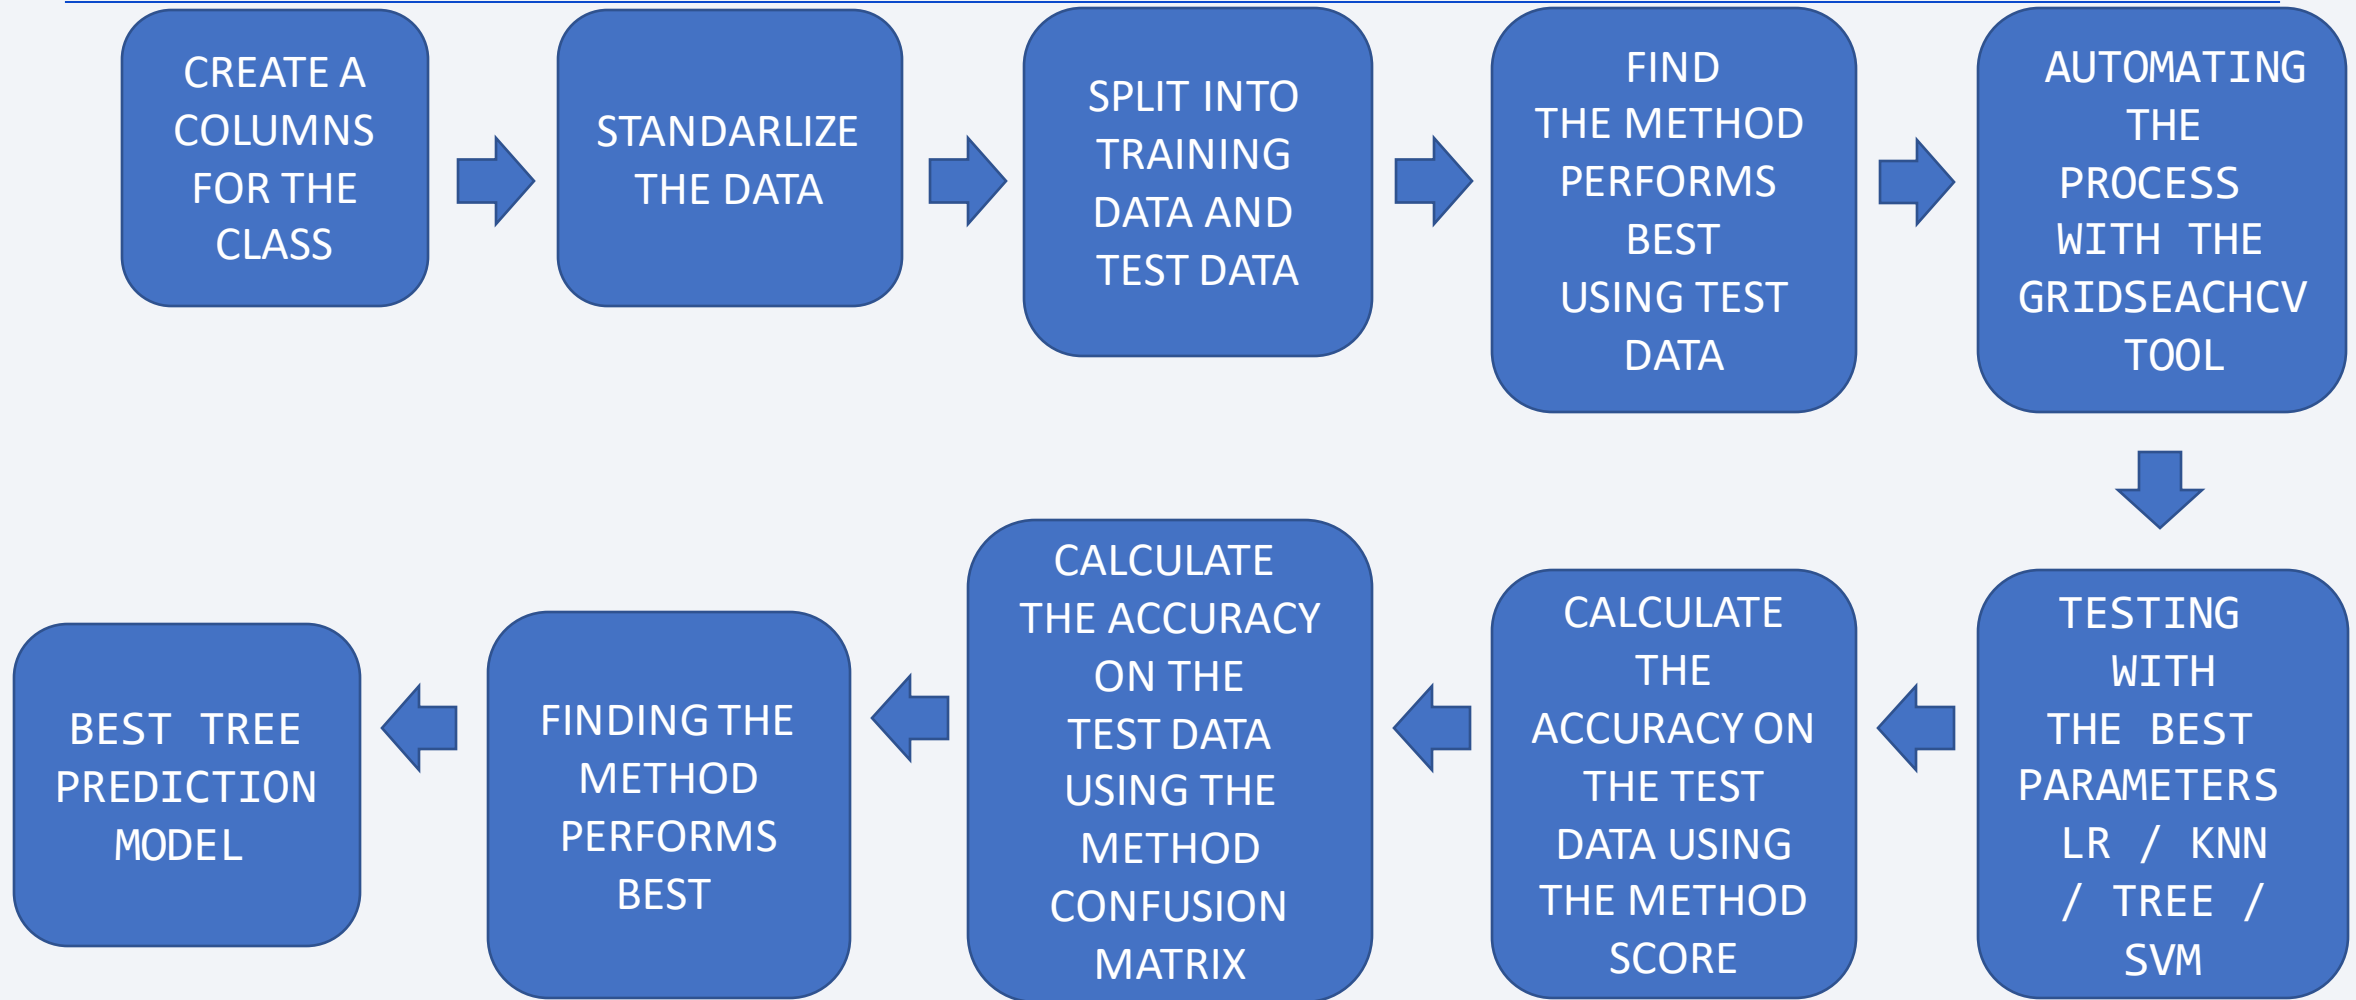 CREATE A
COLUMNS
FOR THE
CLASS
STANDARLIZE
THE DATA
SPLIT INTO
TRAINING
DATA AND
TEST DATA
FIND
THE METHOD
PERFORMS
BEST
USING TEST
DATA
AUTOMATING
THE
PROCESS
WITH THE
GRIDSEACHCV
TOOL
TESTING
WITH
THE BEST
PARAMETERS
LR / KNN
/ TREE /
SVM
CALCULATE
THE
ACCURACY ON
THE TEST
DATA USING
THE METHOD
SCORE
CALCULATE
THE ACCURACY
ON THE
TEST DATA
USING THE
METHOD
CONFUSION
MATRIX
FINDING THE
METHOD
PERFORMS
BEST
BEST TREE
PREDICTION
MODEL